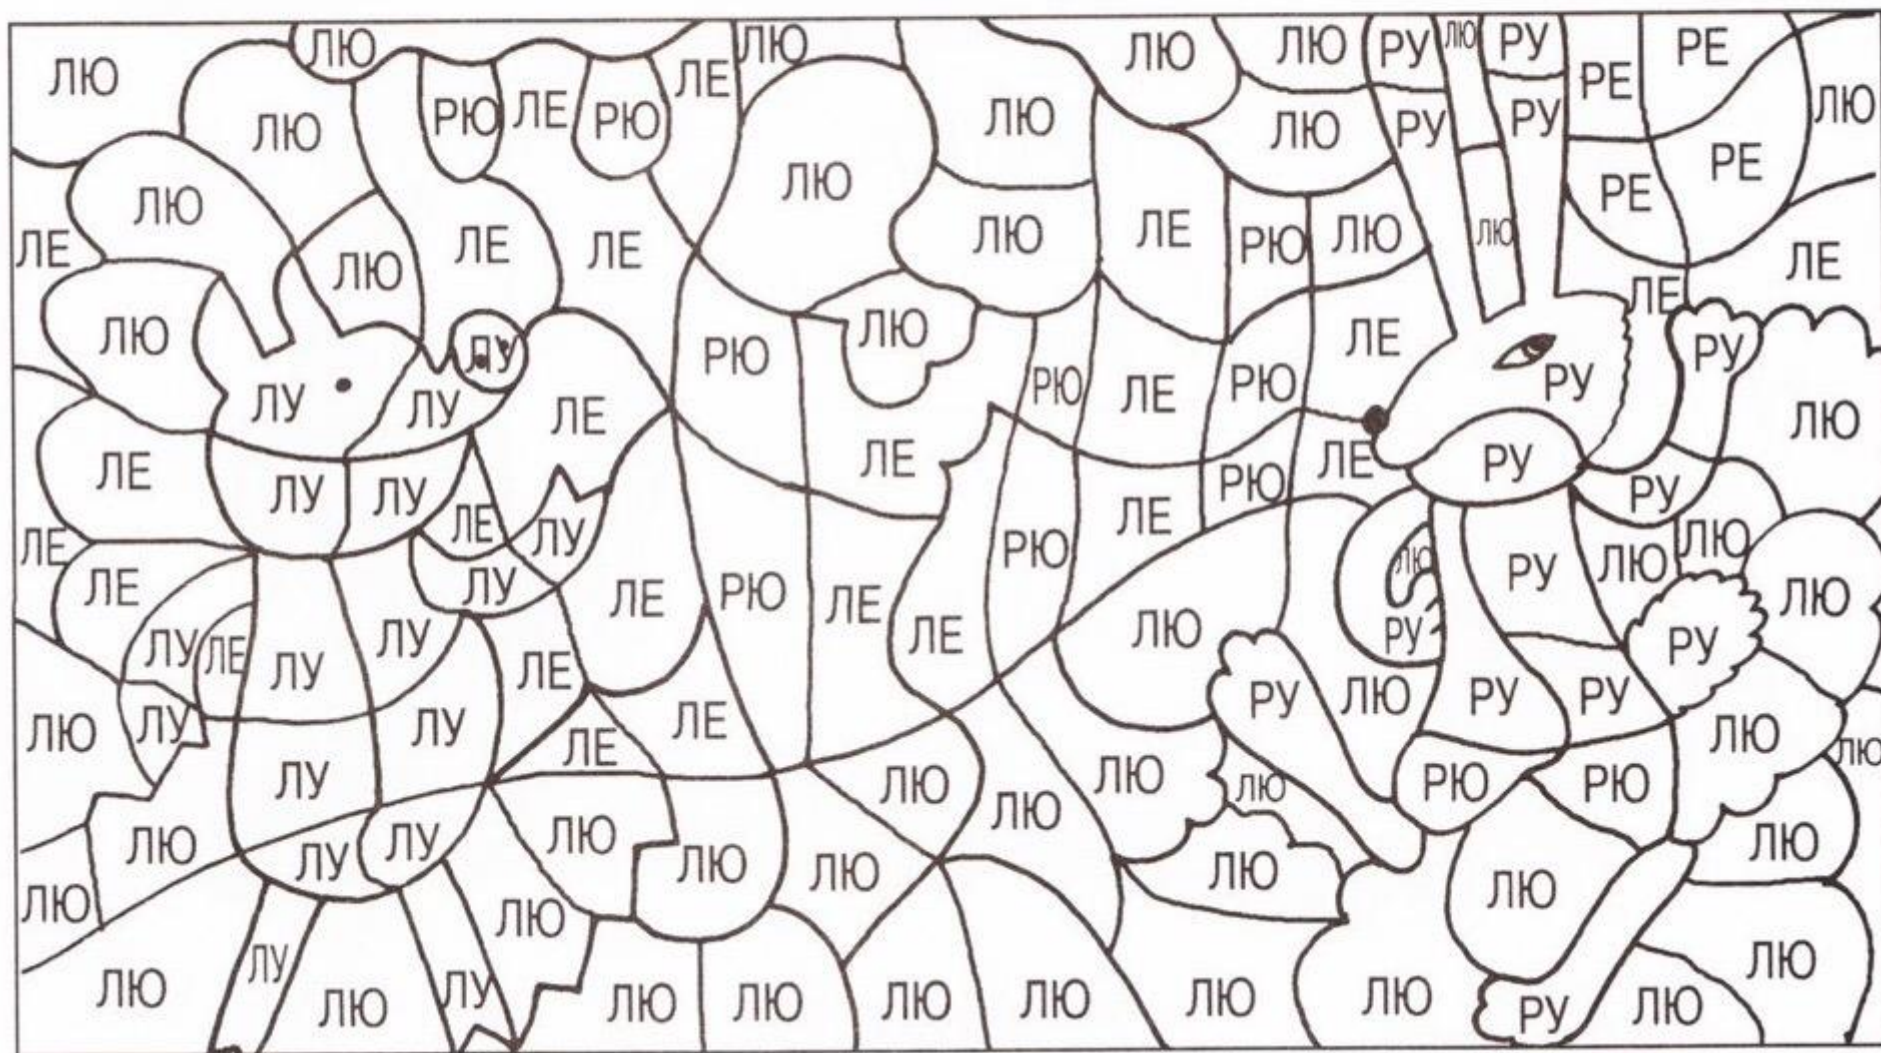 ЛЮ ЛЮ РЮ ЛЕ РЮ ЛЕ ЛЮ ЛЮ ЛЮ РУ ЛЮ РУ РЕ РЕ
ЛЮ ЛЮ ЛЮ РУ РУ ЛЮ
ЛЮ ЛЮ РЕ РЕ
ЛЕ ЛЮ ЛЕ ЛЕ ЛЮ ЛЕ РЮ ЛЮ ЛЮ ЛЕ
ЛЮ ЛУ РЮ ЛЮ ЛЕ ЛЕ РУ
ЛУ ЛУ ЛЕ РЮ ЛЕ РЮ РУ ЛЮ
ЛЕ ЛУ ЛУ ЛЕ РЮ ЛЕ РУ РУ
ЛЕ ЛЕ ЛУ РЮ ЛЕ ЛЮ РУ ЛЮ ЛЮ
ЛЕ ЛУ ЛЕ РЮ ЛЕ ЛЮ ЛЮ
ЛУ ЛЕ ЛУ ЛУ ЛЕ ЛЕ РУ РУ
ЛЮ ЛУ ЛУ ЛЕ ЛЕ РУ ЛЮ РУ РУ ЛЮ ЛЮ
ЛУ ЛЮ ЛЮ ЛЮ РЮ РЮ
ЛЮ ЛУ ЛУ ЛЮ ЛЮ ЛЮ ЛЮ
ЛЮ ЛЮ ЛЮ ЛЮ ЛЮ
ЛЮ ЛУ ЛЮ ЛУ ЛЮ ЛЮ ЛЮ ЛЮ ЛЮ ЛЮ РУ ЛЮ ЛЮ